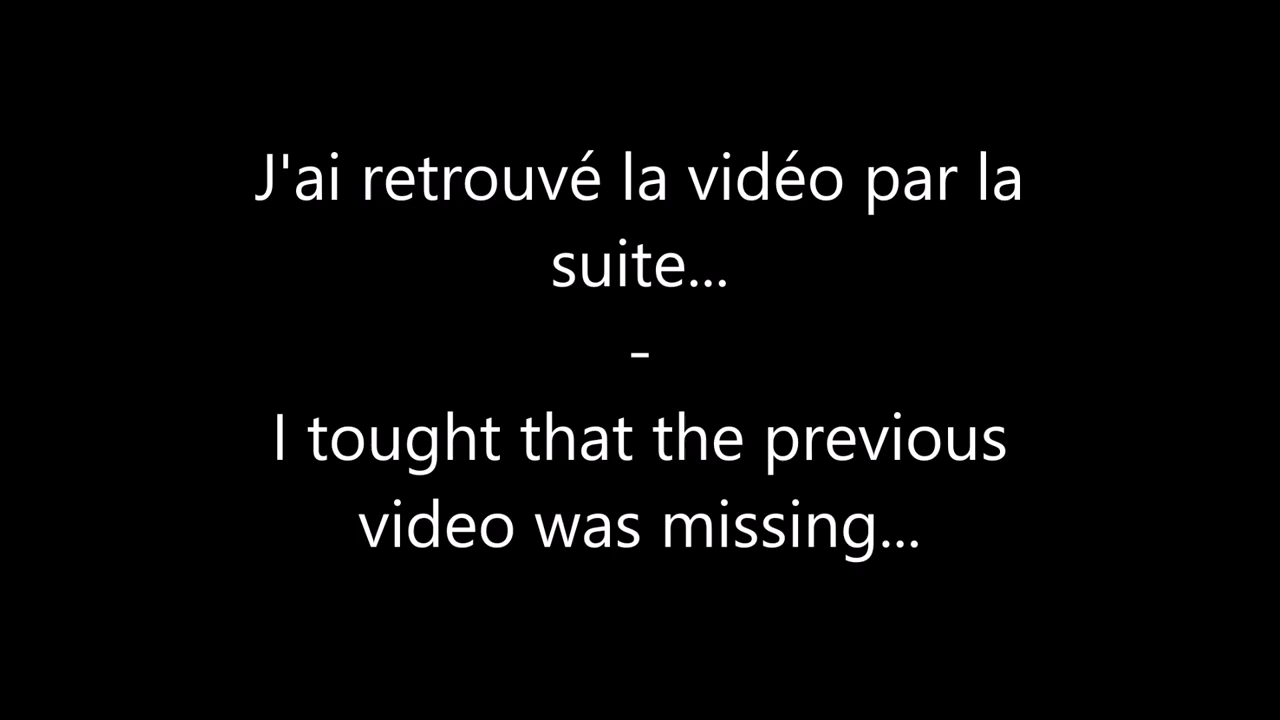 J'ai retrouvé la vidéo par la
suite...
-
I tought that the previous
video was missing...